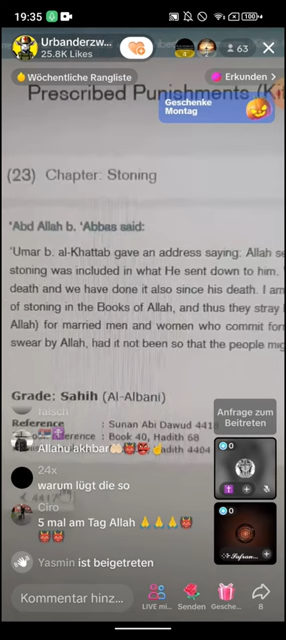 19:35
100+
Urbanderzw...
25.8K Likes
63
Wöchentliche Rangliste
Erkunden >
Prescribed Punishments (Ki
Geschenke
Montag
(23) Chapter: Stoning
'Abd Allah b. 'Abbas said:
'Umar b. al-Khattab gave an address saying: Allah se
stoning was included in what He sent down to him.
death and we have done it also since his death. I am
of stoning in the Books of Allah, and thus they stray
Allah) for married men and women who commit for
swear by Allah, had it not been so that the people mig
Grade: Sahih (Al-Albani)
falsch
Anfrage zum
Beitreten
Reference : Sunan Abi Dawud 4418
erence : Book 40, Hadith 68
Allahu akhbar
adith 4404
0
24x
warum lügt die so
Ciro
5 mal am Tag Allah
0
Yasmin ist beigetreten
Kommentar hinz...
LIVE mi...
Senden
Gesche...
8